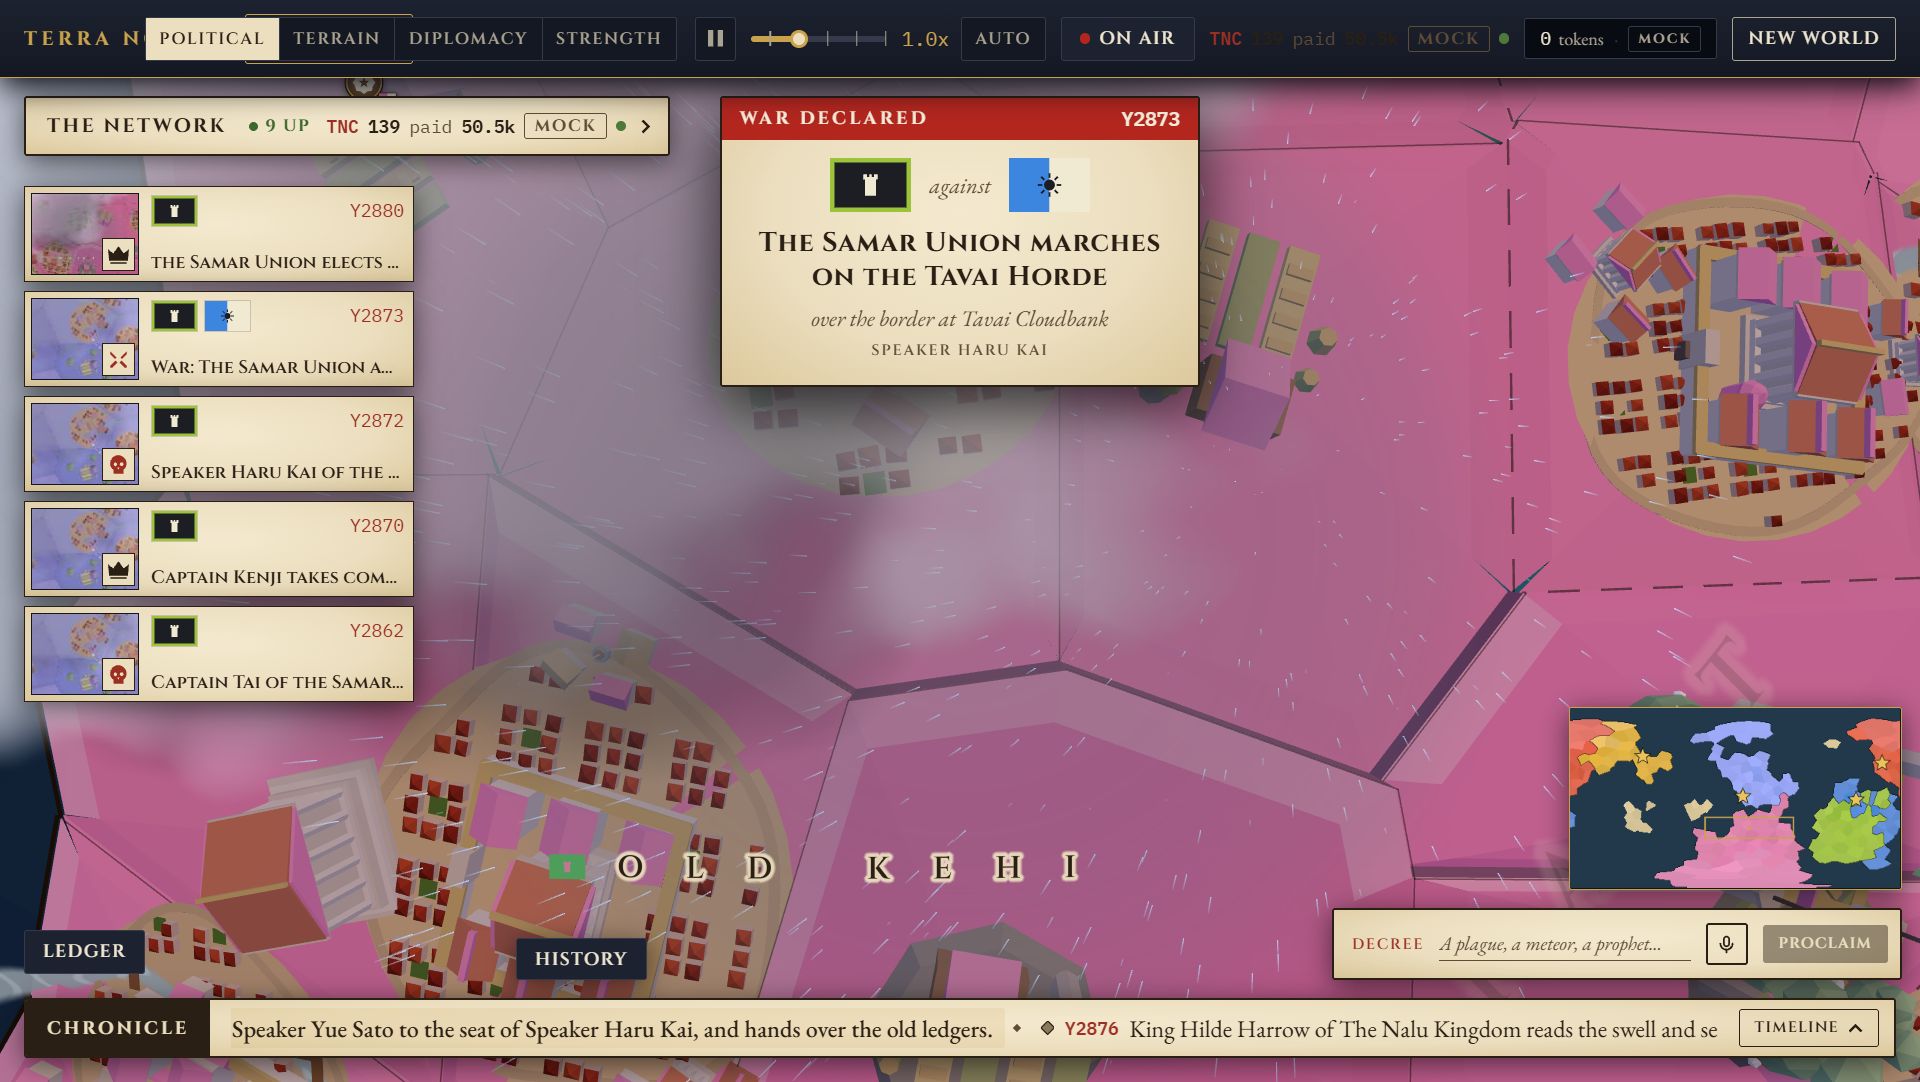 TERRA N
POLITICAL
TERRAIN
DIPLOMACY
STRENGTH
1.0x
AUTO
ON AIR
TNC 139 paid 50.5k MOCK
0 tokens · MOCK
NEW WORLD
THE NETWORK
9 UP
TNC 139 paid 50.5k MOCK
WAR DECLARED
Y2873
against
THE SAMAR UNION MARCHES
ON THE TAVAI HORDE
over the border at Tavai Cloudbank
SPEAKER HARU KAI
Y2880
THE SAMAR UNION ELECTS ...
Y2873
WAR: THE SAMAR UNION A...
Y2872
SPEAKER HARU KAI OF THE ...
Y2870
CAPTAIN KENJI TAKES COM...
Y2862
CAPTAIN TAI OF THE SAMAR...
T
OLD KEHI
LEDGER
HISTORY
DECREE
A plague, a meteor, a prophet...
PROCLAIM
CHRONICLE
Speaker Yue Sato to the seat of Speaker Haru Kai, and hands over the old ledgers.
Y2876 King Hilde Harrow of The Nalu Kingdom reads the swell and se
TIMELINE